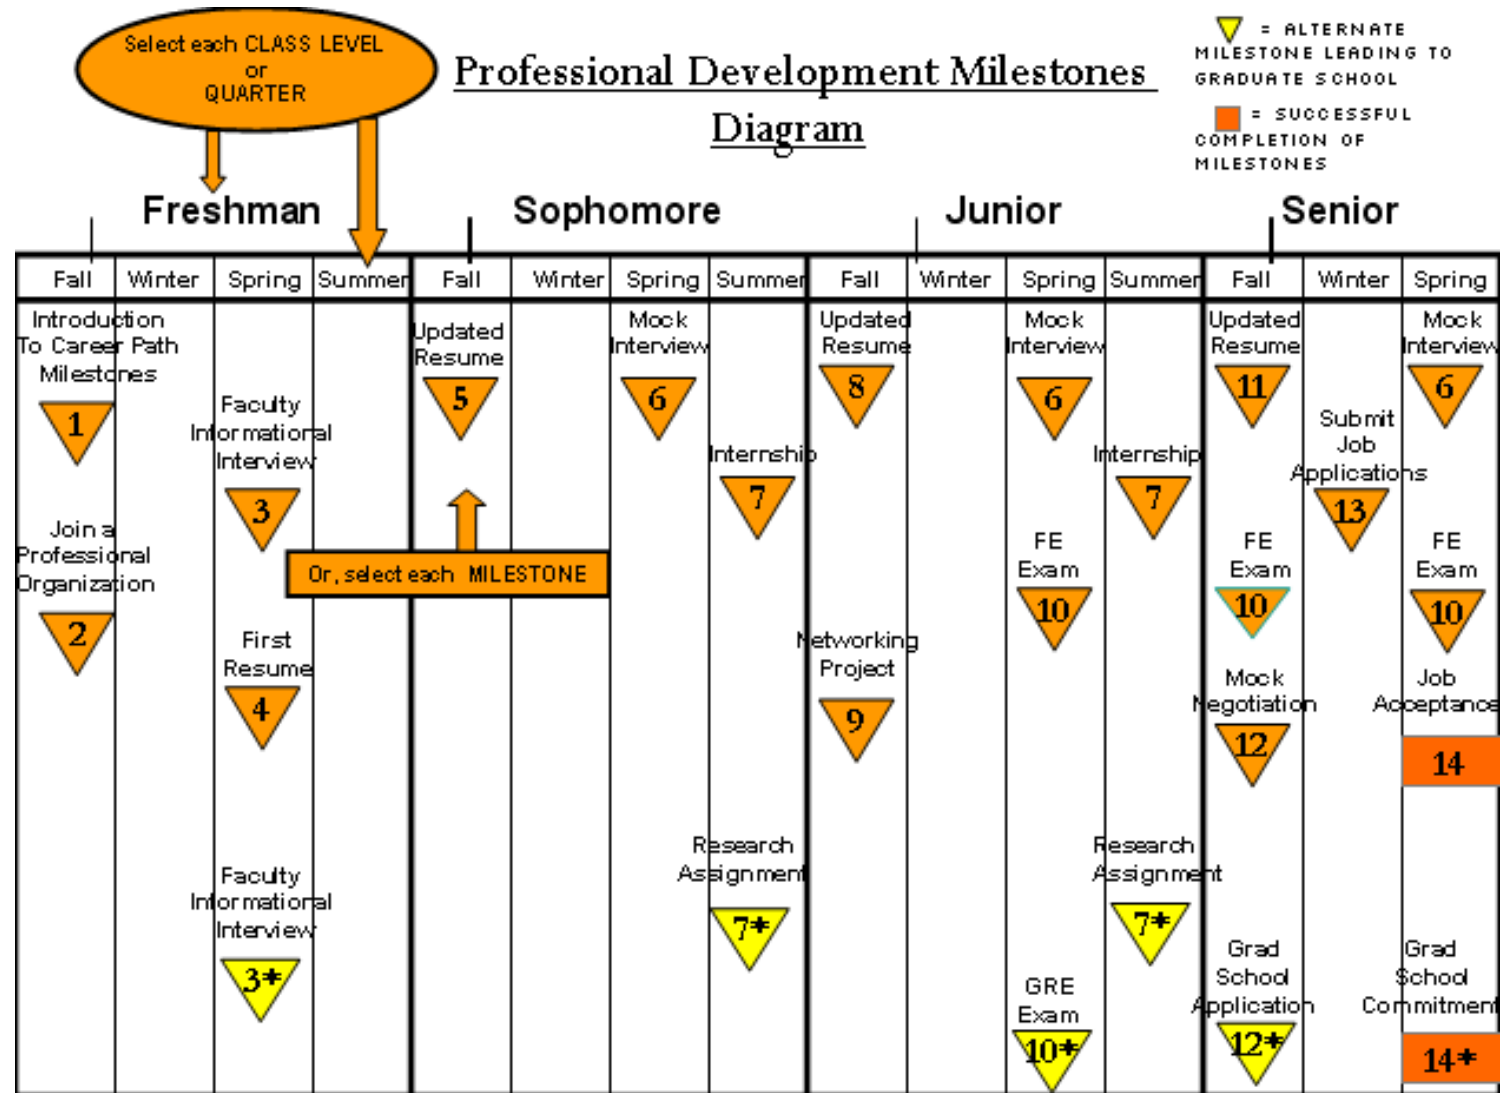 Select each CLASS LEVEL
or
QUARTER
Professional Development Milestones
Diagram
= ALTERNATE
MILESTONE LEADING TO
GRADUATE SCHOOL
= SUCCESSFUL
COMPLETION OF
MILESTONES
Freshman
Sophomore
Junior
Senior
Fall
Winter
Spring
Summer
Fall
Winter
Spring
Summer
Fall
Winter
Spring
Summer
Fall
Winter
Spring
Introduction
To Career Path
Milestones
1
Join a
Professional
Organization
2
Faculty
Informational
Interview
3
First
Resume
4
Faculty
Informational
Interview
3*
Updated
Resume
5
Or, select each MILESTONE
Mock
Interview
6
Internship
7
Research
Assignment
7*
Updated
Resume
8
Networking
Project
9
Mock
Interview
6
FE
Exam
10
GRE
Exam
10*
Internship
7
Research
Assignment
7*
Updated
Resume
11
FE
Exam
10
Mock
Negotiation
12
Grad
School
Application
12*
Submit
Job
Applications
13
Mock
Interview
6
FE
Exam
10
Job
Acceptance
14
Grad
School
Commitment
14*